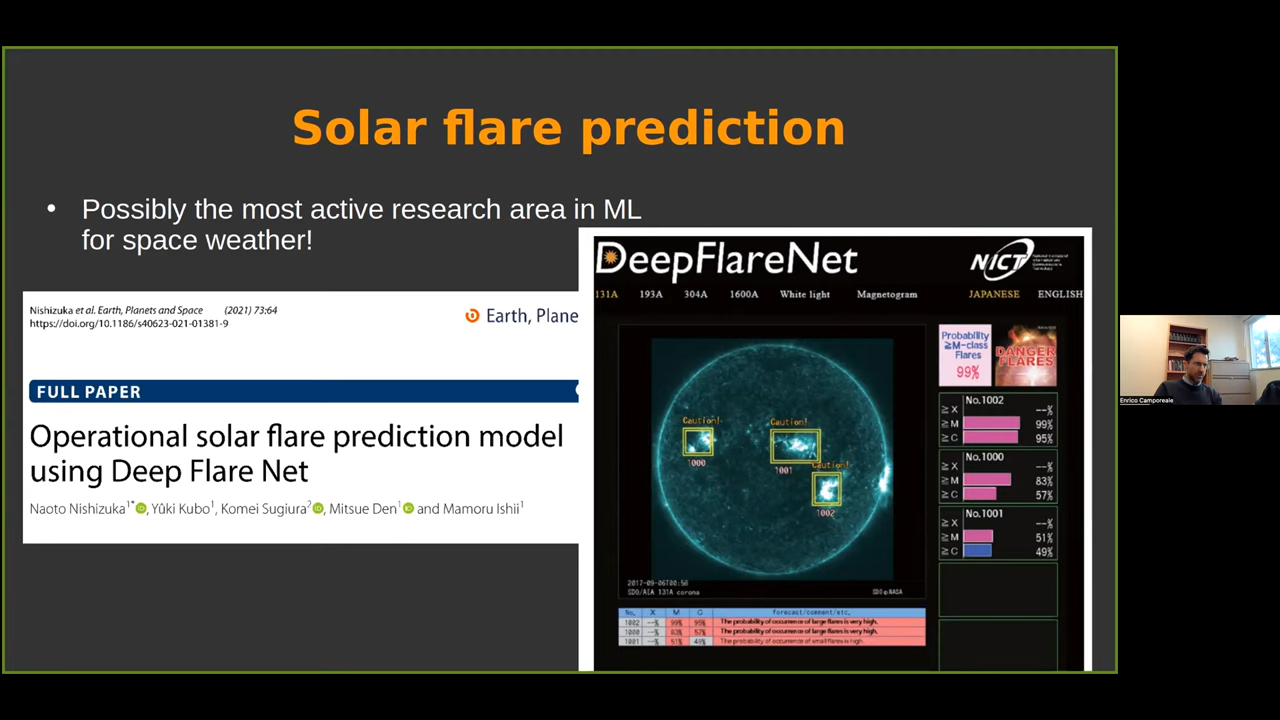 Solar flare prediction
• Possibly the most active research area in ML
for space weather!
Nishizuka et al. Earth, Planets and Space (2021) 73:64
https://doi.org/10.1186/s40623-021-01381-9
Earth, Plane
FULL PAPER
Operational solar flare prediction model
using Deep Flare Net
Naoto Nishizuka1*, Yûki Kubo1, Komei Sugiura2, Mitsue Den1 and Mamoru Ishii1
DeepFlareNet
NICT
131A 193A 304A 1600A White light Magnetogram JAPANESE ENGLISH
Probability
≧M-class
Flares
99%
DANGER
FLARES
Caution!
1000
Caution!
1001
Caution!
1002
2017-09-06T00:58
SDO/AIA 131A corona
SDO@NASA
No.1002
≧X --%
≧M 99%
≧C 95%
No.1000
≧X --%
≧M 83%
≧C 57%
No.1001
≧X --%
≧M 51%
≧C 49%
No. X M C forecast/comment/etc.
1002 --% 99% 95% The probability of occurrence of large flares is very high.
1000 --% 83% 57% The probability of occurrence of large flares is very high.
1001 --% 51% 49% The probability of occurrence of small flares is high.
Enrico Camporeale